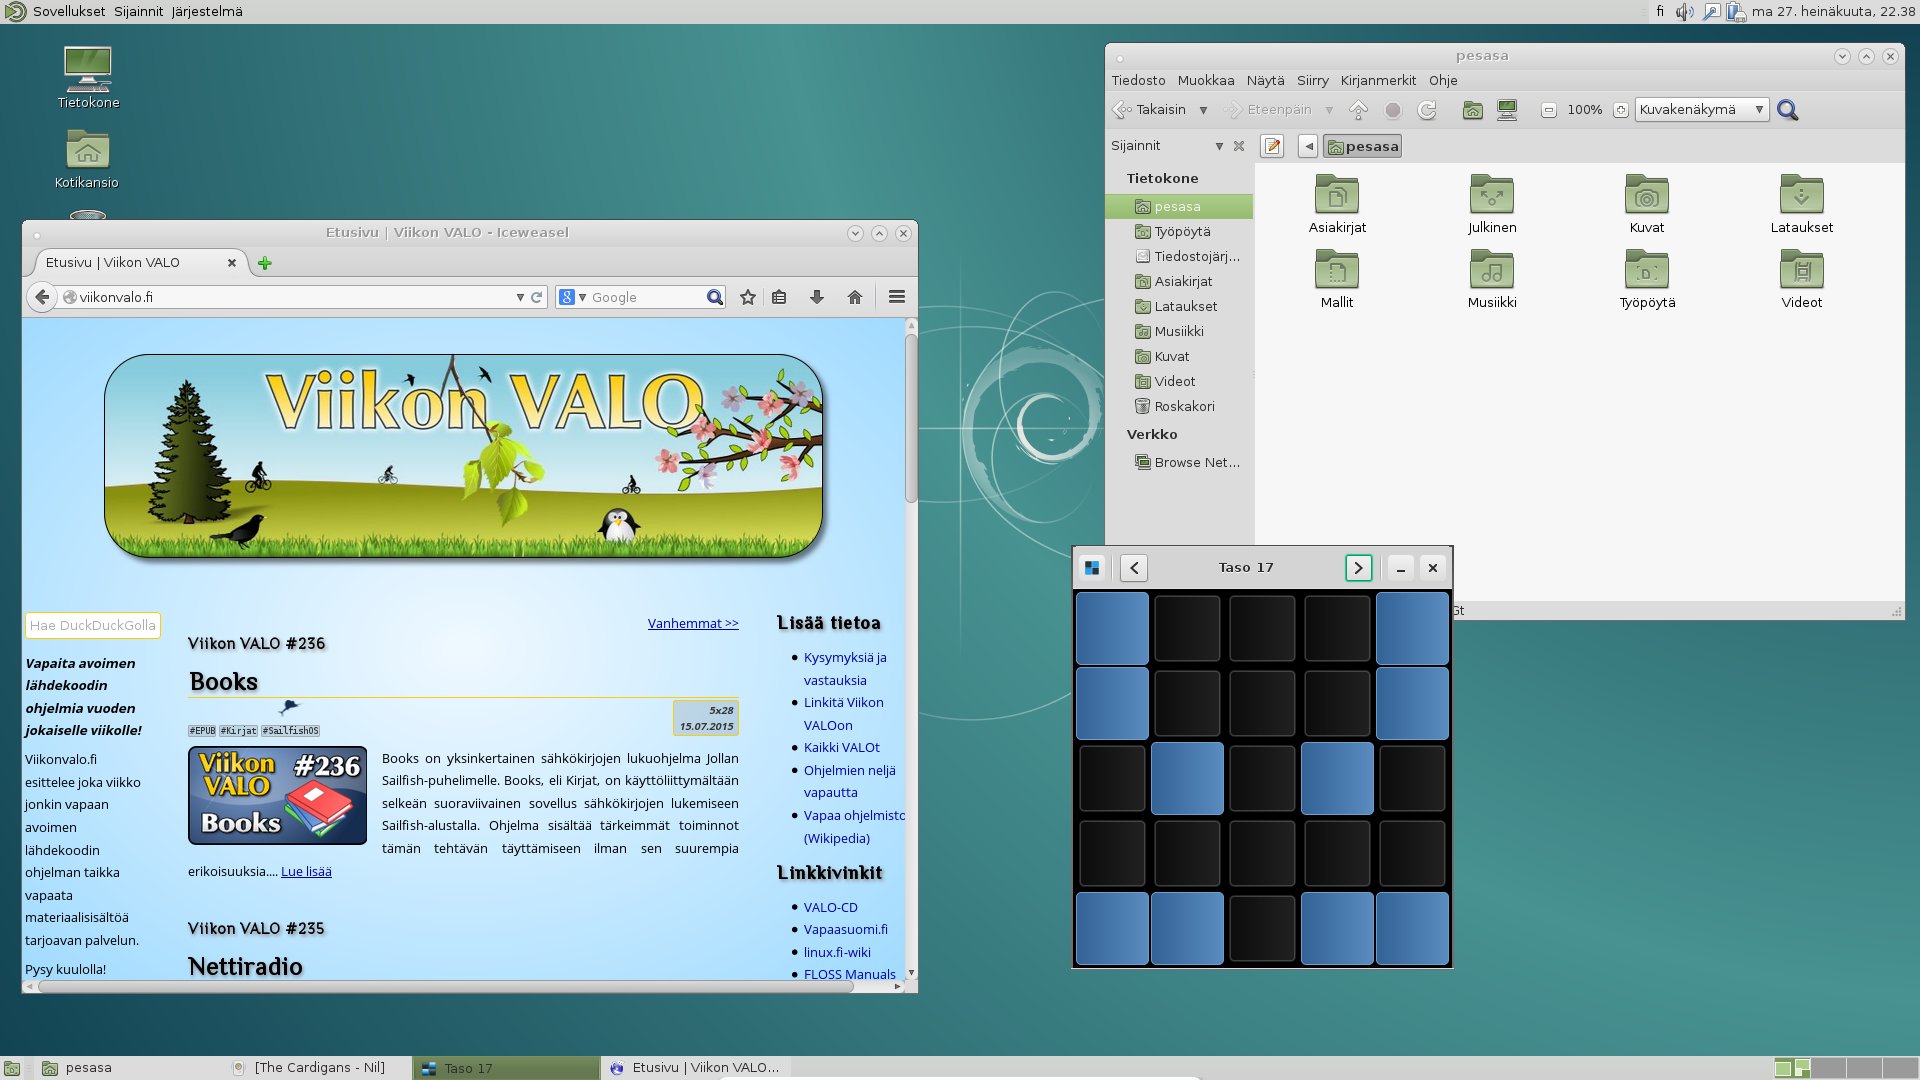 Sovellukset Sijainnit Järjestelmä
fi
ma 27. heinäkuuta, 22.38
Tietokone
Kotikansio
Etusivu | Viikon VALO - Iceweasel
Etusivu | Viikon VALO
viikonvalo.fi
Google
Viikon VALO
Hae DuckDuckGolla
Vapaita avoimen
lähdekoodin
ohjelmia vuoden
jokaiselle viikolle!
Viikonvalo.fi
esittelee joka viikko
jonkin vapaan
avoimen
lähdekoodin
ohjelman taikka
vapaata
materiaalisisältöä
tarjoavan palvelun.
Pysy kuulolla!
Vanhemmat >>
Viikon VALO #236
Books
5x28
15.07.2015
#EPUB #Kirjat #SailfishOS
Viikon
VALO
#236
Books
Books on yksinkertainen sähkökirjojen lukuohjelma Jollan
Sailfish-puhelimelle. Books, eli Kirjat, on käyttöliittymältään
selkeän suoraviivainen sovellus sähkökirjojen lukemiseen
Sailfish-alustalla. Ohjelma sisältää tärkeimmät toiminnot
tämän tehtävän täyttämiseen ilman sen suurempia
erikoisuuksia.... Lue lisää
Viikon VALO #235
Nettiradio
Lisää tietoa
Kysymyksiä ja
vastauksia
Linkitä Viikon
VALOon
Kaikki VALOt
Ohjelmien neljä
vapautta
Vapaa ohjelmisto
(Wikipedia)
Linkkivinkit
VALO-CD
Vapaasuomi.fi
linux.fi-wiki
FLOSS Manuals
pesasa
Tiedosto Muokkaa Näytä Siirry Kirjanmerkit Ohje
Takaisin Eteenpäin 100% Kuvakenäkymä
Sijainnit
pesasa
Tietokone
pesasa
Työpöytä
Tiedostojärj...
Asiakirjat
Lataukset
Musiikki
Kuvat
Videot
Roskakori
Verkko
Browse Net...
Asiakirjat Julkinen Kuvat Lataukset
Mallit Musiikki Työpöytä Videot
Gt
Taso 17
pesasa
[The Cardigans - Nil]
Taso 17
Etusivu | Viikon VALO...